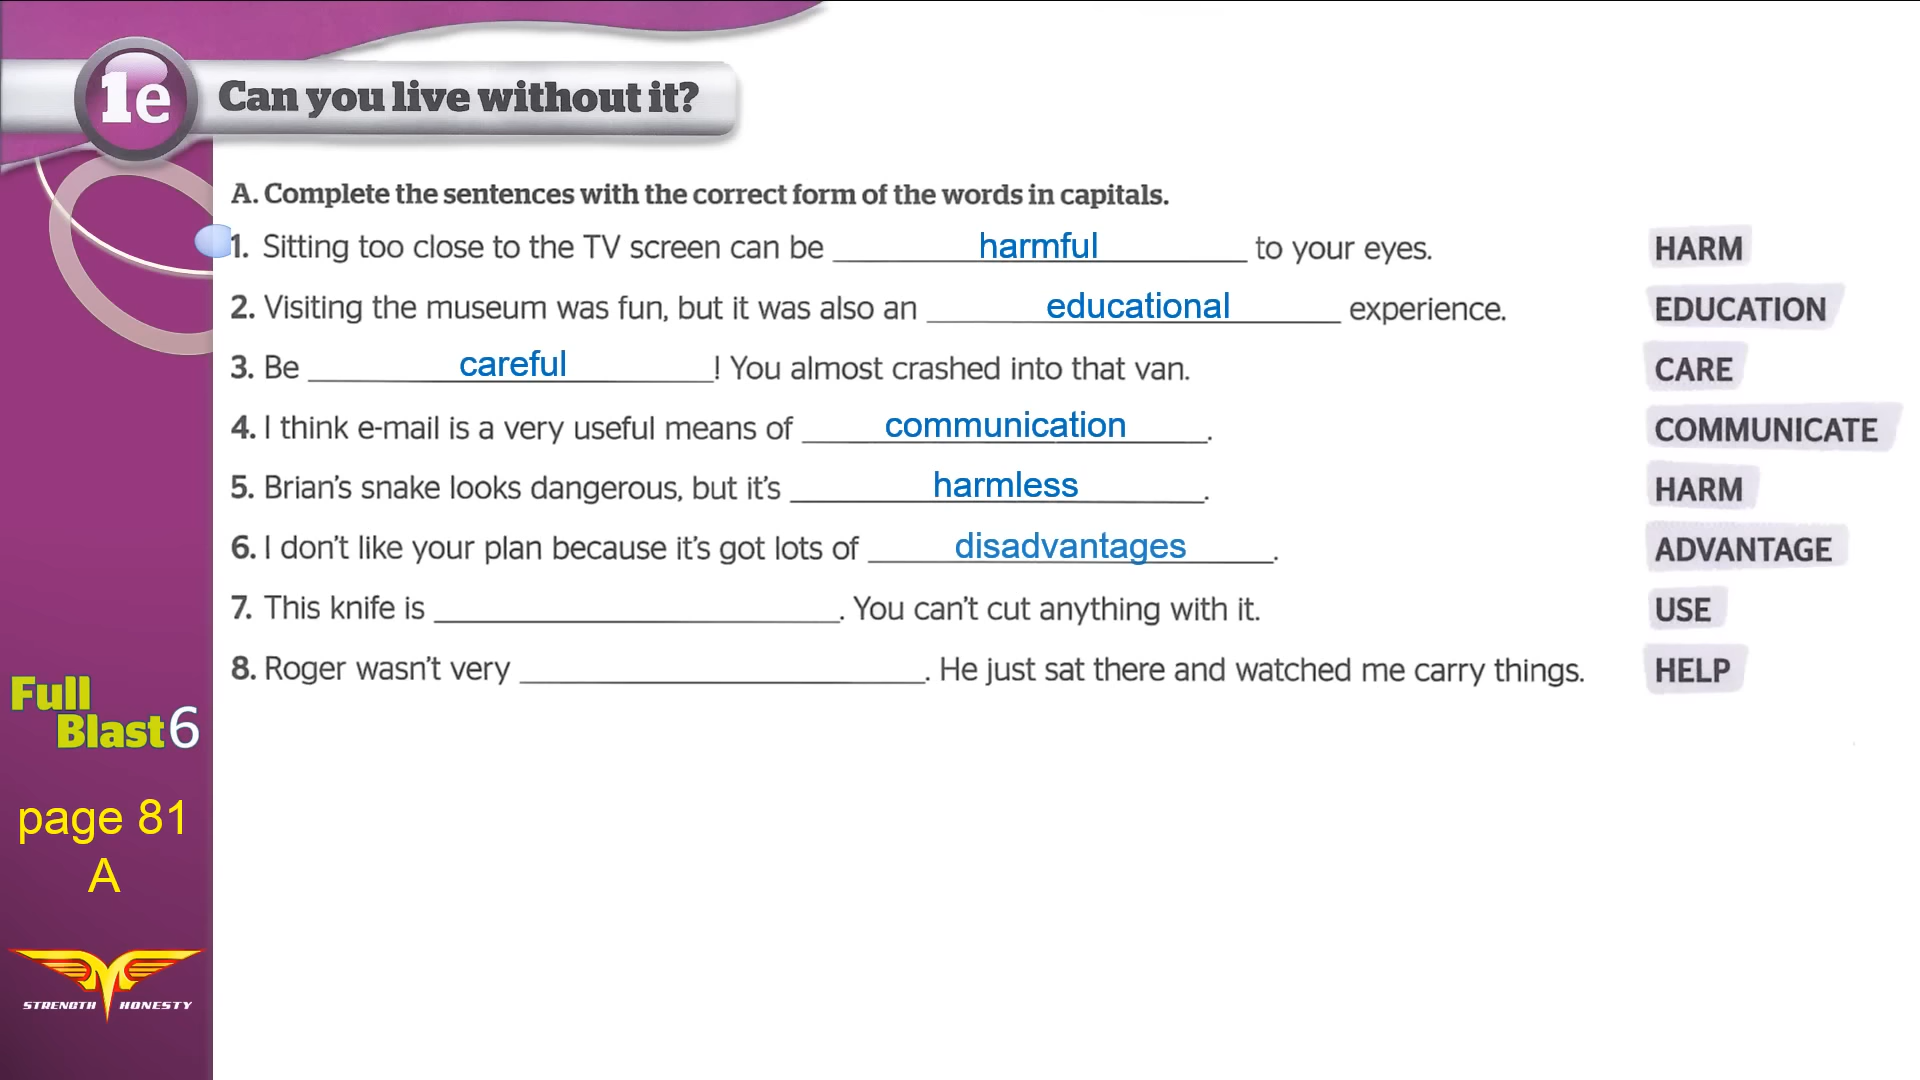 1e Can you live without it?
A. Complete the sentences with the correct form of the words in capitals.
1. Sitting too close to the TV screen can be harmful to your eyes. HARM
2. Visiting the museum was fun, but it was also an educational experience. EDUCATION
3. Be careful! You almost crashed into that van. CARE
4. I think e-mail is a very useful means of communication. COMMUNICATE
5. Brian's snake looks dangerous, but it's harmless. HARM
6. I don't like your plan because it's got lots of disadvantages. ADVANTAGE
7. This knife is ____________________. You can't cut anything with it. USE
8. Roger wasn't very ____________________. He just sat there and watched me carry things. HELP
Full
Blast 6
page 81
A
STRENGTH HONESTY